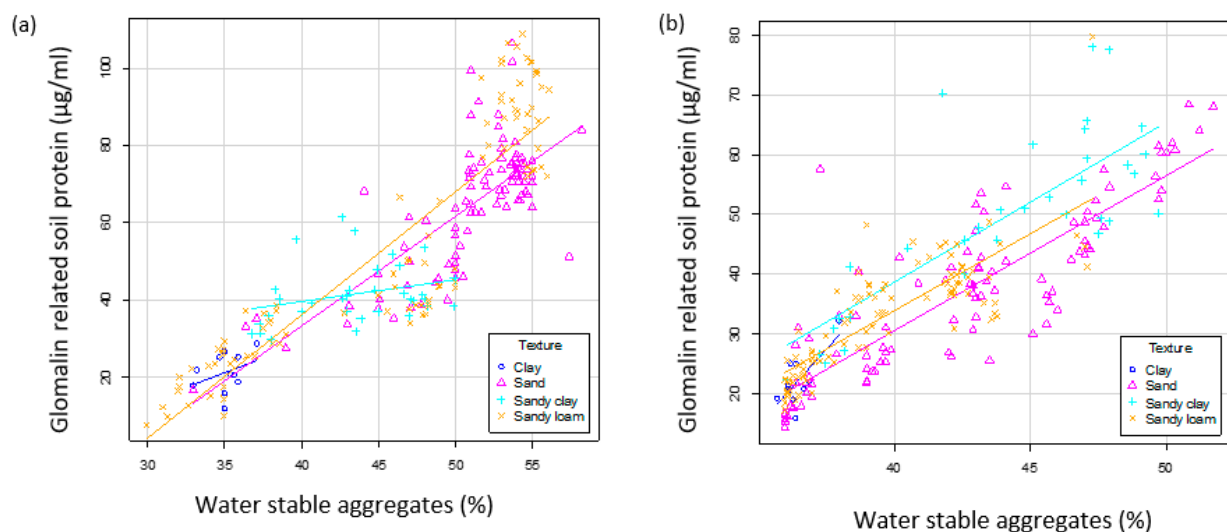 (a)
Glomalin related soil protein (µg/ml)
20 40 60 80 100
30 35 40 45 50 55
Water stable aggregates (%)
Texture
Clay
Sand
Sandy clay
Sandy loam
(b)
Glomalin related soil protein (µg/ml)
80
70
60
50
40
30
20
40 45 50
Water stable aggregates (%)
Texture
Clay
Sand
Sandy clay
Sandy loam